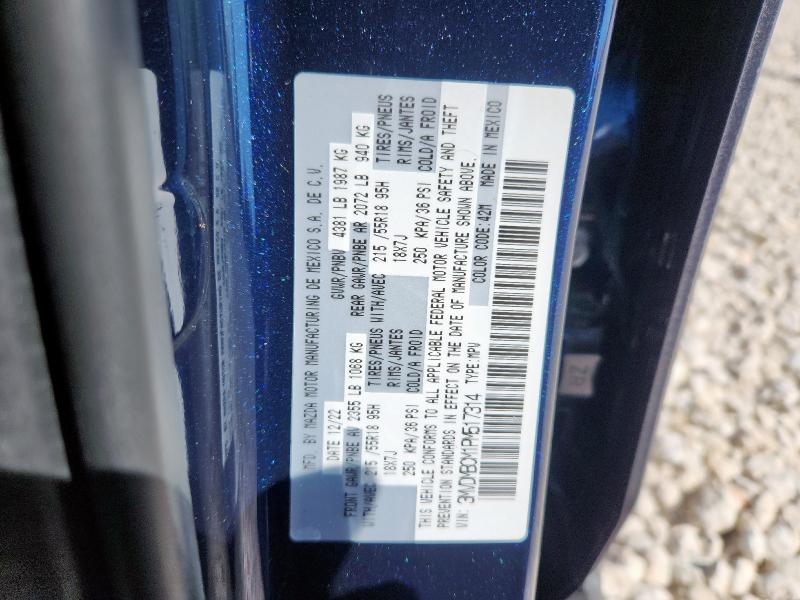 MFD. BY MAZDA MOTOR MANUFACTURING DE MEXICO S.A. DE C.V.
DATE 12/22 GVWR/PNBV 4381 LB 1987 KG
FRONT GAWR/PNBE AV 2355 LB 1068 KG REAR GAWR/PNBE AR 2072 LB 940 KG
WITH/AVEC 215 /55R18 95H TIRES/PNEUS WITH/AVEC 215 /55R18 95H TIRES/PNEUS
18X7J RIMS/JANTES 18X7J RIMS/JANTES
250 KPA/36 PSI COLD/A FROID 250 KPA/36 PSI COLD/A FROID
THIS VEHICLE CONFORMS TO ALL APPLICABLE FEDERAL MOTOR VEHICLE SAFETY AND THEFT
PREVENTION STANDARDS IN EFFECT ON THE DATE OF MANUFACTURE SHOWN ABOVE.
VIN: 3MVDMBDM1PM517314 TYPE:MPV COLOR CODE:42M MADE IN MEXICO